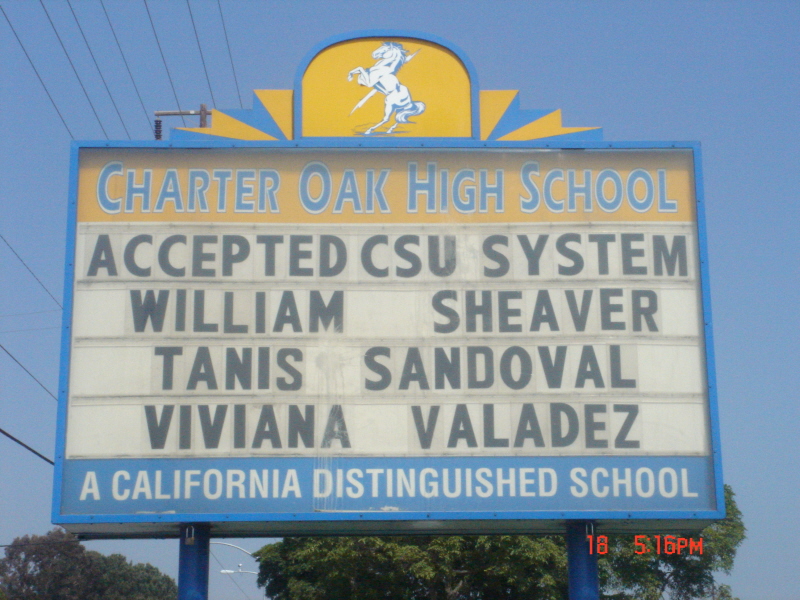 CHARTER OAK HIGH SCHOOL
ACCEPTED CSU SYSTEM
WILLIAM SHEAVER
TANIS SANDOVAL
VIVIANA VALADEZ
A CALIFORNIA DISTINGUISHED SCHOOL
18 5:16PM